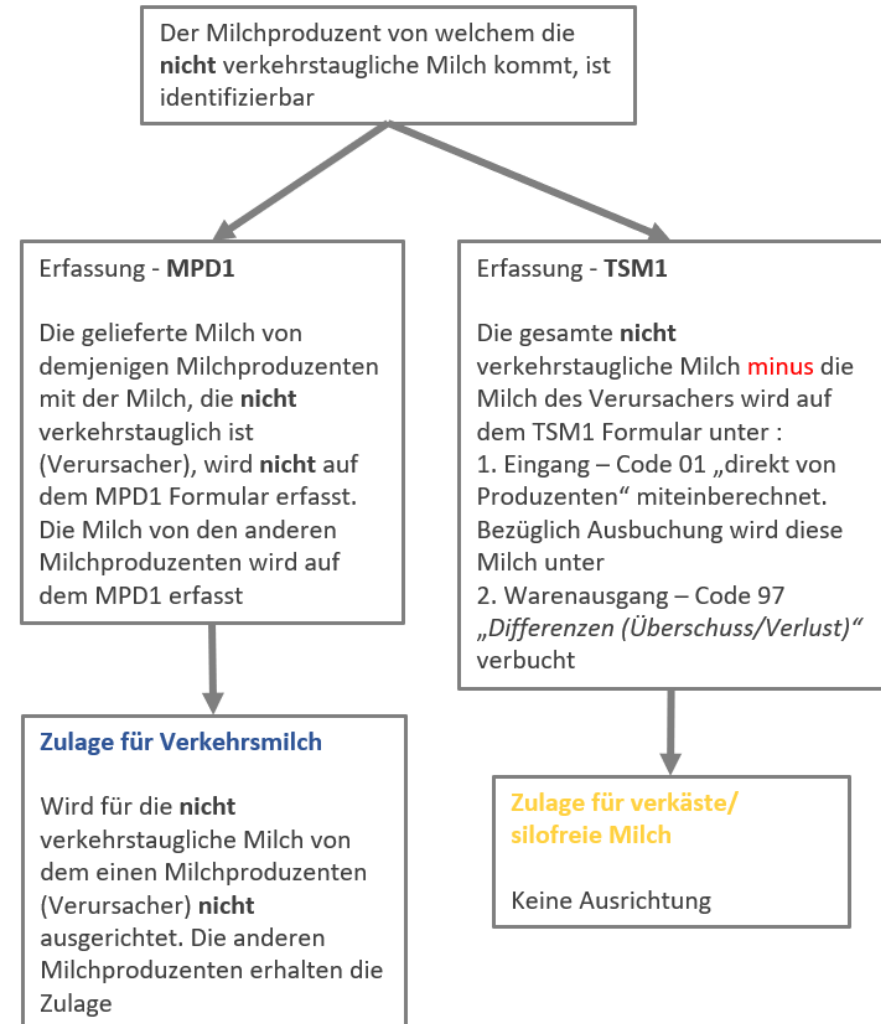 Der Milchproduzent von welchem die
nicht verkehrstaugliche Milch kommt, ist
identifizierbar
Erfassung - MPD1
Die gelieferte Milch von
demjenigen Milchproduzenten
mit der Milch, die nicht
verkehrstauglich ist
(Verursacher), wird nicht auf
dem MPD1 Formular erfasst.
Die Milch von den anderen
Milchproduzenten wird auf
dem MPD1 erfasst
Erfassung - TSM1
Die gesamte nicht
verkehrstaugliche Milch minus die
Milch des Verursachers wird auf
dem TSM1 Formular unter :
1. Eingang – Code 01 „direkt von
Produzenten“ miteinberechnet.
Bezüglich Ausbuchung wird diese
Milch unter
2. Warenausgang – Code 97
„Differenzen (Überschuss/Verlust)“
verbucht
Zulage für Verkehrsmilch
Wird für die nicht
verkehrstaugliche Milch von
dem einen Milchproduzenten
(Verursacher) nicht
ausgerichtet. Die anderen
Milchproduzenten erhalten die
Zulage
Zulage für verkäste/
silofreie Milch
Keine Ausrichtung